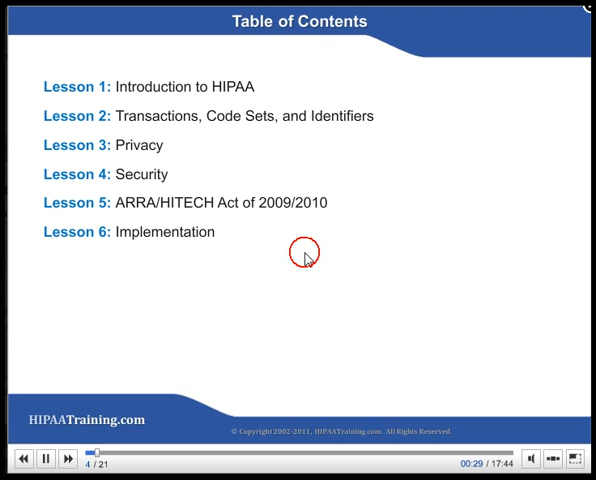 Table of Contents
Lesson 1: Introduction to HIPAA
Lesson 2: Transactions, Code Sets, and Identifiers
Lesson 3: Privacy
Lesson 4: Security
Lesson 5: ARRA/HITECH Act of 2009/2010
Lesson 6: Implementation
HIPAATraining.com
© Copyright 2002-2011, HIPAATraining.com. All Rights Reserved.
4 / 21
00:29 / 17:44